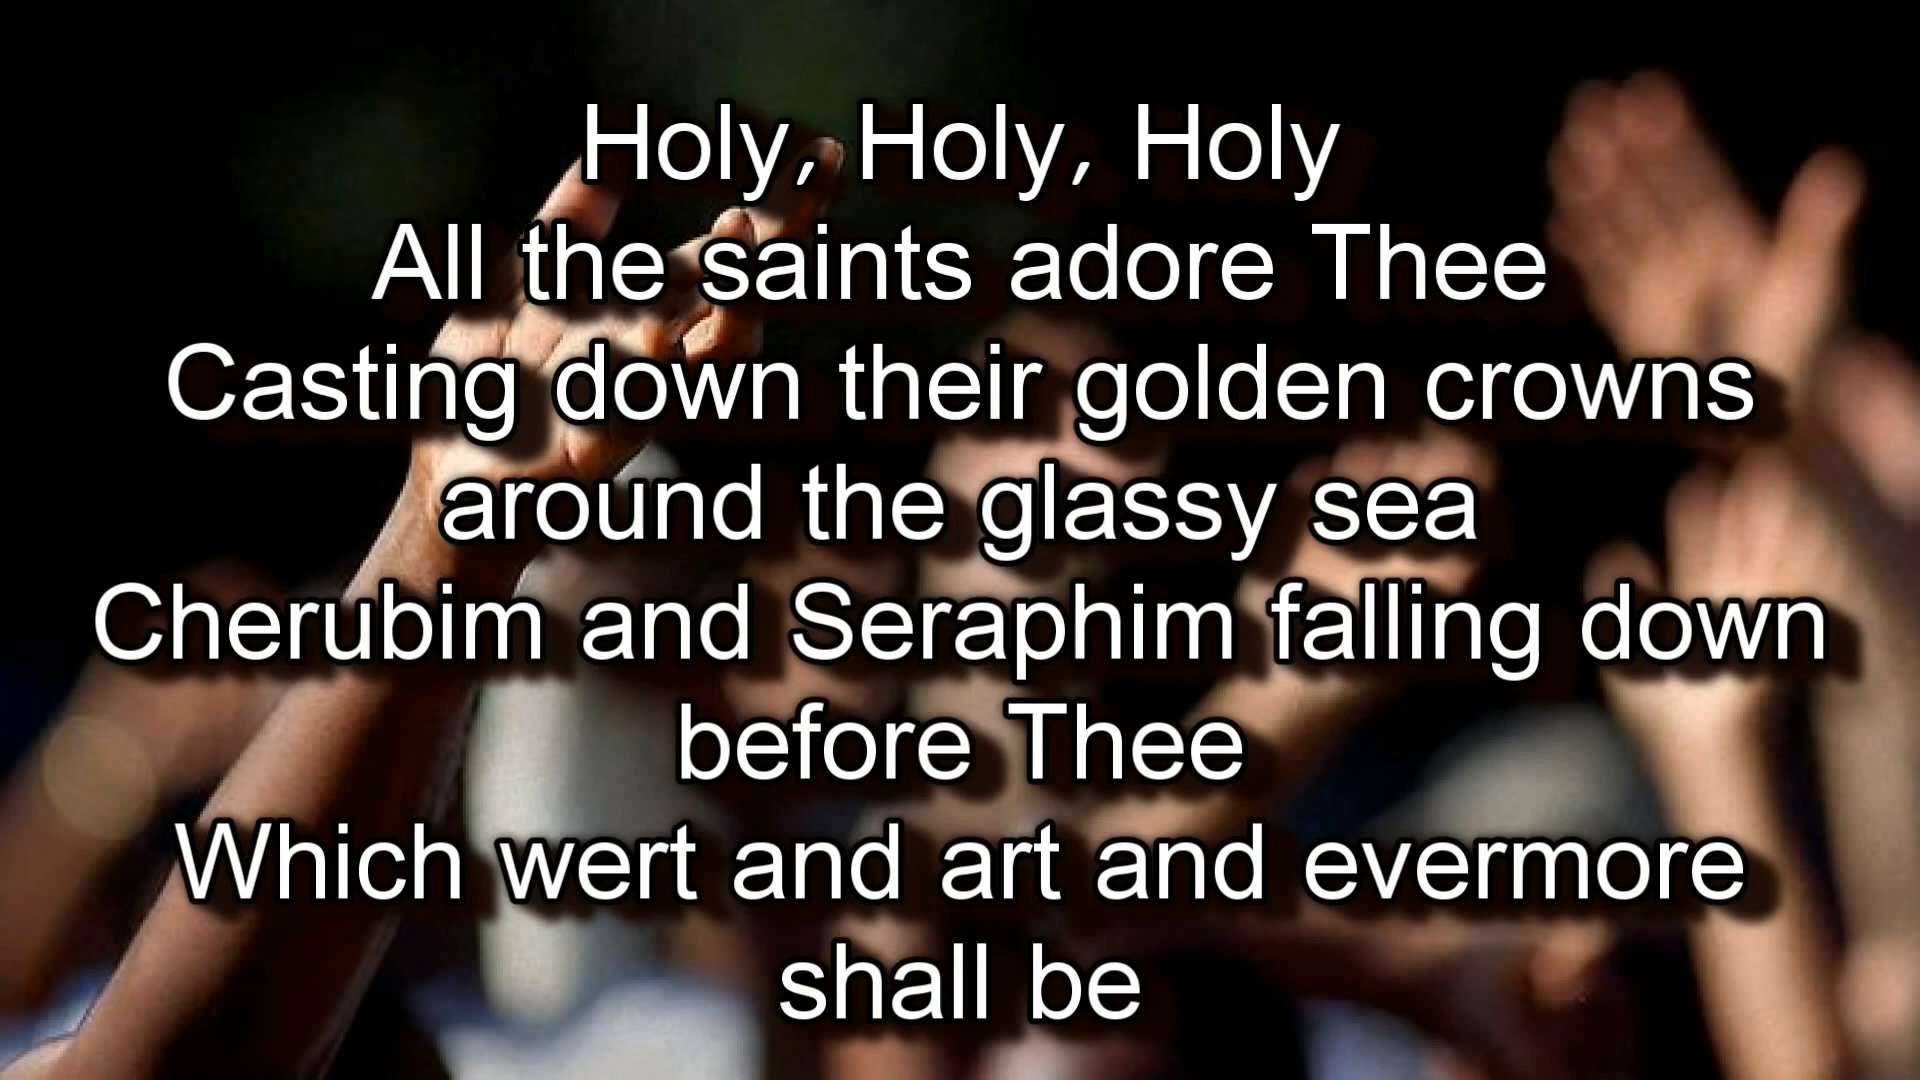 Holy, Holy, Holy
All the saints adore Thee
Casting down their golden crowns
around the glassy sea
Cherubim and Seraphim falling down
before Thee
Which wert and art and evermore
shall be